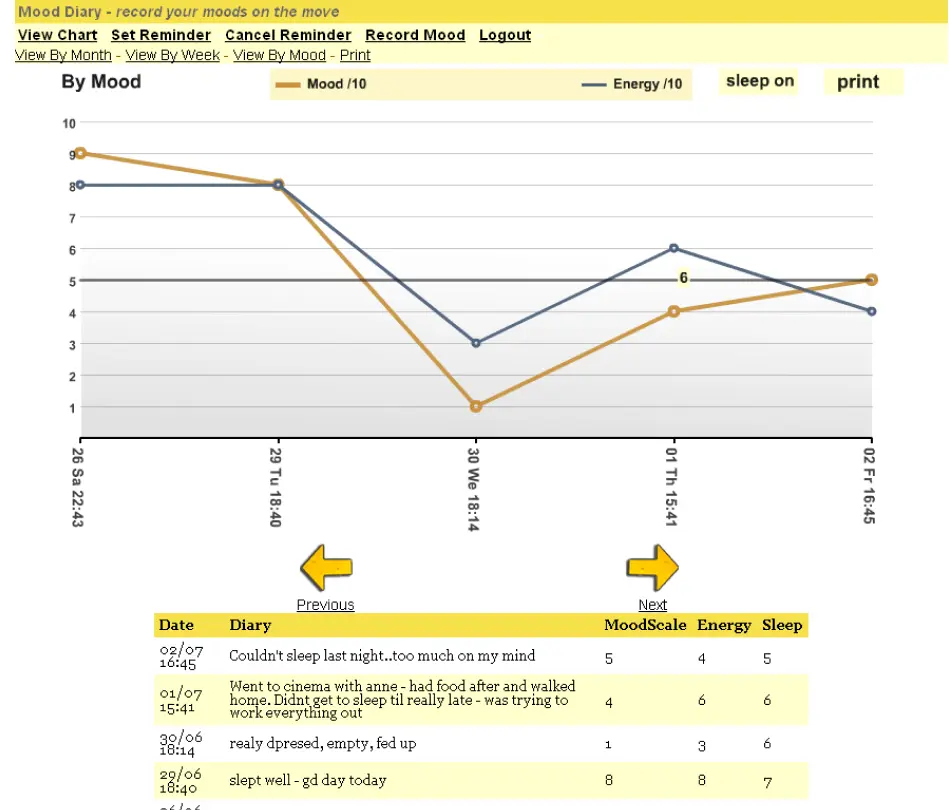 Mood Diary - record your moods on the move
View Chart Set Reminder Cancel Reminder Record Mood Logout
View By Month - View By Week - View By Mood - Print
By Mood
Mood /10 Energy /10
sleep on print
10
9
8
7
6
5
4
3
2
1
6
26 Sa 22:43
29 Tu 18:40
30 We 18:14
01 Th 15:41
02 Fr 16:45
Previous Next
Date Diary MoodScale Energy Sleep
02/07
16:45
Couldn't sleep last night..too much on my mind 5 4 5
01/07
15:41
Went to cinema with anne - had food after and walked
home. Didnt get to sleep til really late - was trying to
work everything out
4 6 6
30/06
18:14
realy dpresed, empty, fed up 1 3 6
29/06
18:40
slept well - gd day today 8 8 7